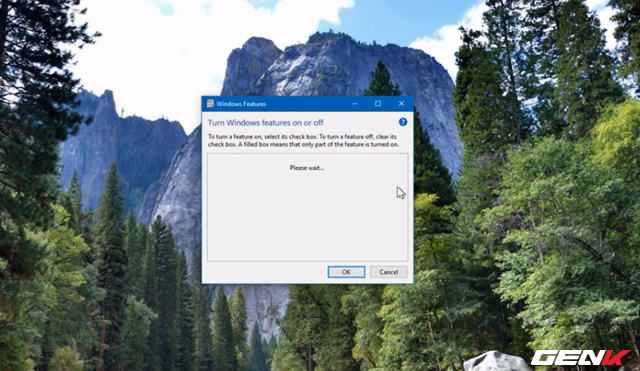 Windows Features
Turn Windows features on or off
To turn a feature on, select its check box. To turn a feature off, clear its
check box. A filled box means that only part of the feature is turned on.
Please wait...
OK
Cancel
GENK